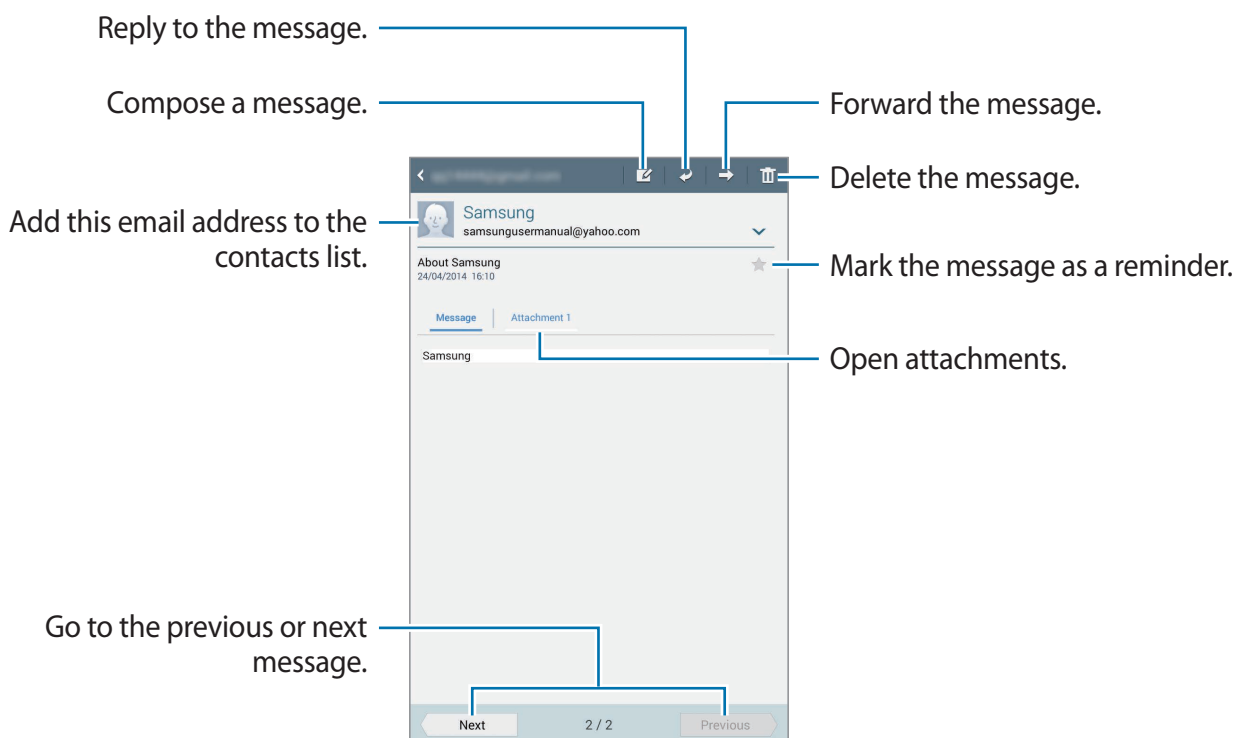 Reply to the message.
Compose a message.
Forward the message.
Delete the message.
Add this email address to the
contacts list.
Samsung
samsungusermanual@yahoo.com
About Samsung
24/04/2014 16:10
Mark the message as a reminder.
Message
Attachment 1
Samsung
Open attachments.
Go to the previous or next
message.
Next
2 / 2
Previous